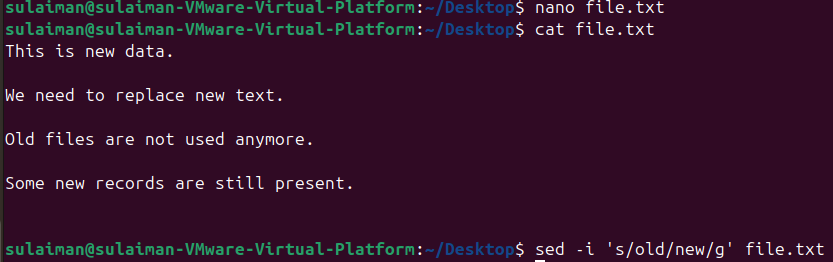 sulaiman@sulaiman-VMware-Virtual-Platform:~/Desktop$ nano file.txt
sulaiman@sulaiman-VMware-Virtual-Platform:~/Desktop$ cat file.txt
This is new data.
We need to replace new text.
Old files are not used anymore.
Some new records are still present.
sulaiman@sulaiman-VMware-Virtual-Platform:~/Desktop$ sed -i 's/old/new/g' file.txt